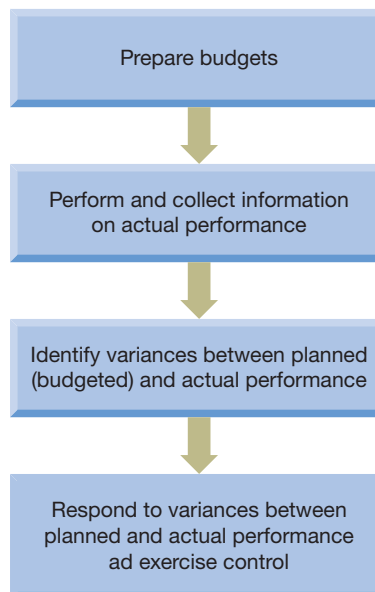 Prepare budgets
Perform and collect information
on actual performance
Identify variances between planned
(budgeted) and actual performance
Respond to variances between
planned and actual performance
ad exercise control